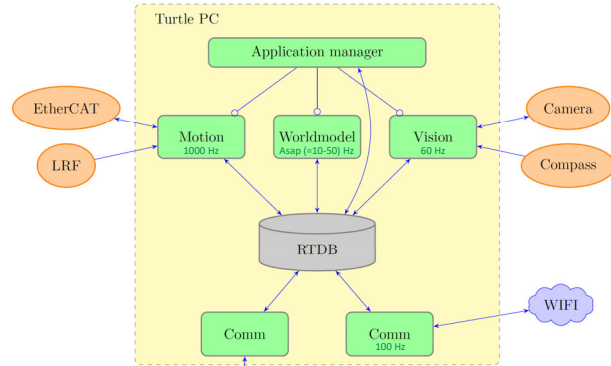 Turtle PC
Application manager
EtherCAT
Camera
Motion
1000 Hz
Worldmodel
Asap (=10-50) Hz
Vision
60 Hz
LRF
Compass
RTDB
WIFI
Comm
Comm
100 Hz